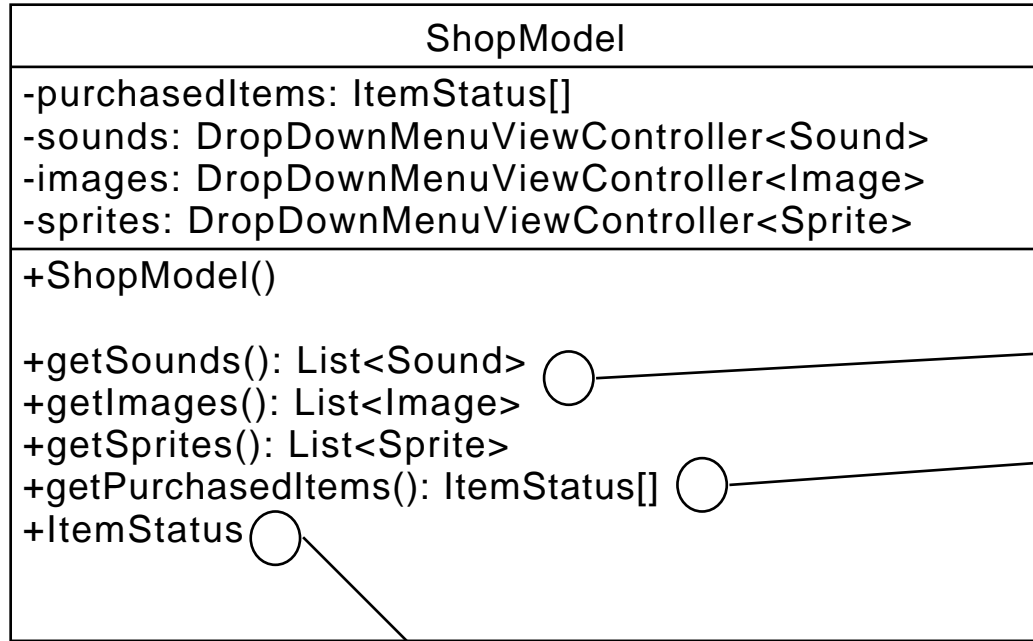 ShopModel
-purchasedItems: ItemStatus[]
-sounds: DropDownMenuViewController<Sound>
-images: DropDownMenuViewController<Image>
-sprites: DropDownMenuViewController<Sprite>
+ShopModel()
+getSounds(): List<Sound>
+getImages(): List<Image>
+getSprites(): List<Sprite>
+getPurchasedItems(): ItemStatus[]
+ItemStatus